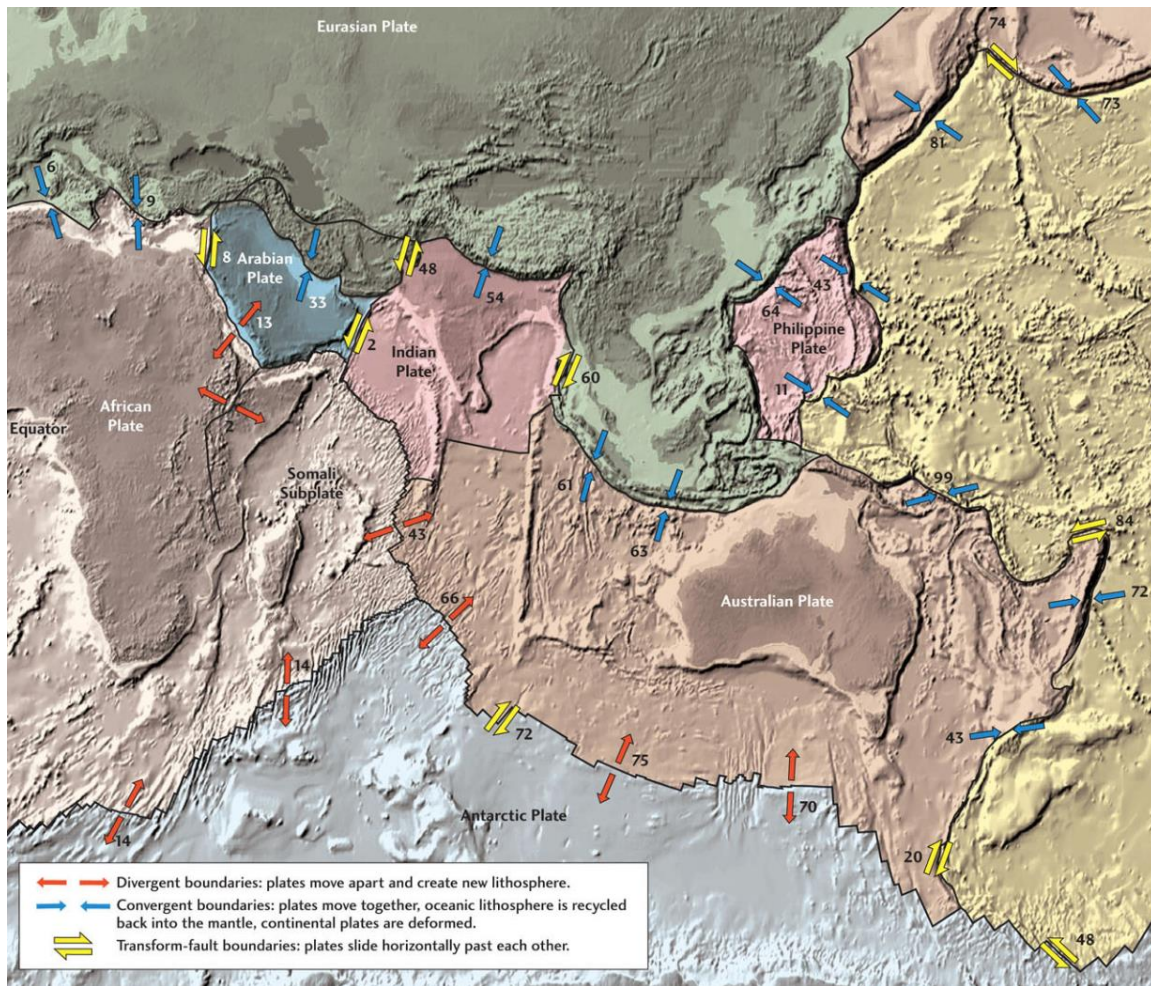 Eurasian Plate
74
73
81
6
9
8
Arabian
Plate
48
54
33
13
43
64
Philippine
Plate
2
Indian
Plate
60
11
African
Plate
2
Equator
Somali
Subplate
61
99
43
63
84
72
Australian Plate
66
14
72
75
43
70
Antarctic Plate
14
20
48
Divergent boundaries: plates move apart and create new lithosphere.
Convergent boundaries: plates move together, oceanic lithosphere is recycled
back into the mantle, continental plates are deformed.
Transform-fault boundaries: plates slide horizontally past each other.